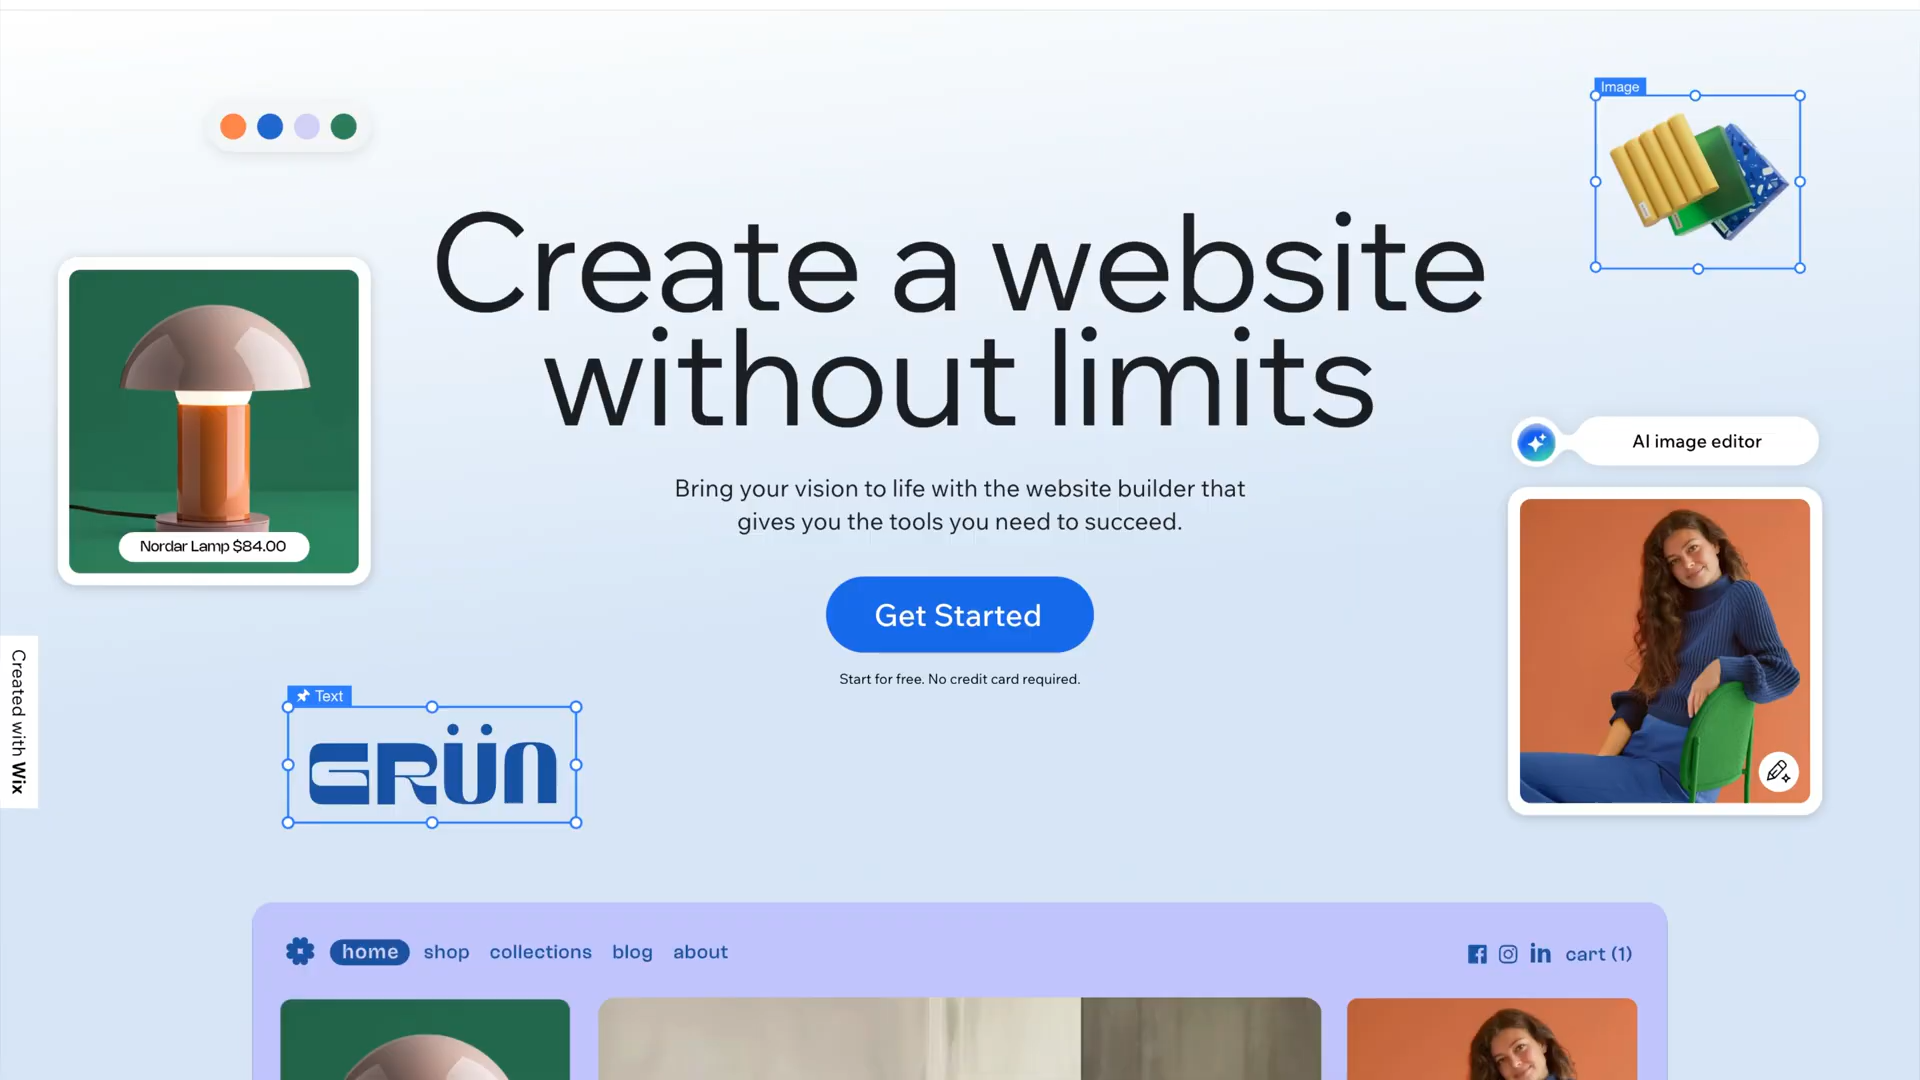 Image
Create a website
without limits
AI image editor
Bring your vision to life with the website builder that
gives you the tools you need to succeed.
Nordar Lamp $84.00
Get Started
Start for free. No credit card required.
Created with Wix
Text
GRÜN
home shop collections blog about
cart (1)